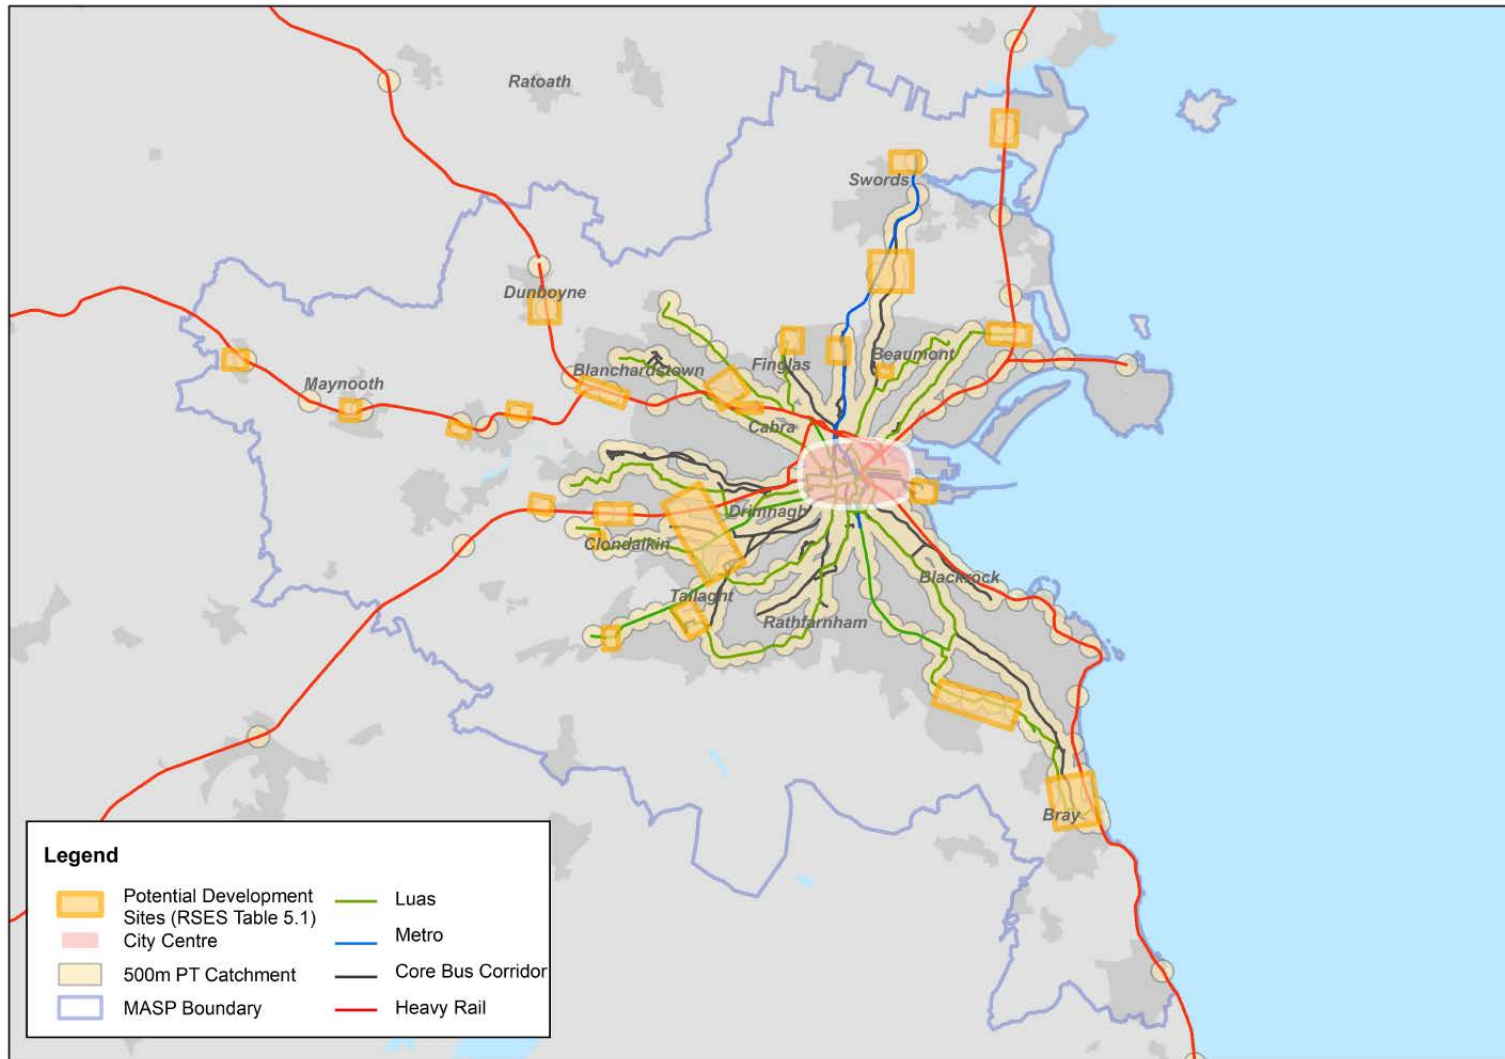 Ratoath
Swords
Dunboyne
Maynooth
Blanchardstown
Finglas
Beaumont
Cabra
Drimnagh
Clondalkin
Tallaght
Rathfarnham
Blackrock
Bray
Legend
Potential Development
Sites (RSES Table 5.1)
City Centre
500m PT Catchment
MASP Boundary
Luas
Metro
Core Bus Corridor
Heavy Rail